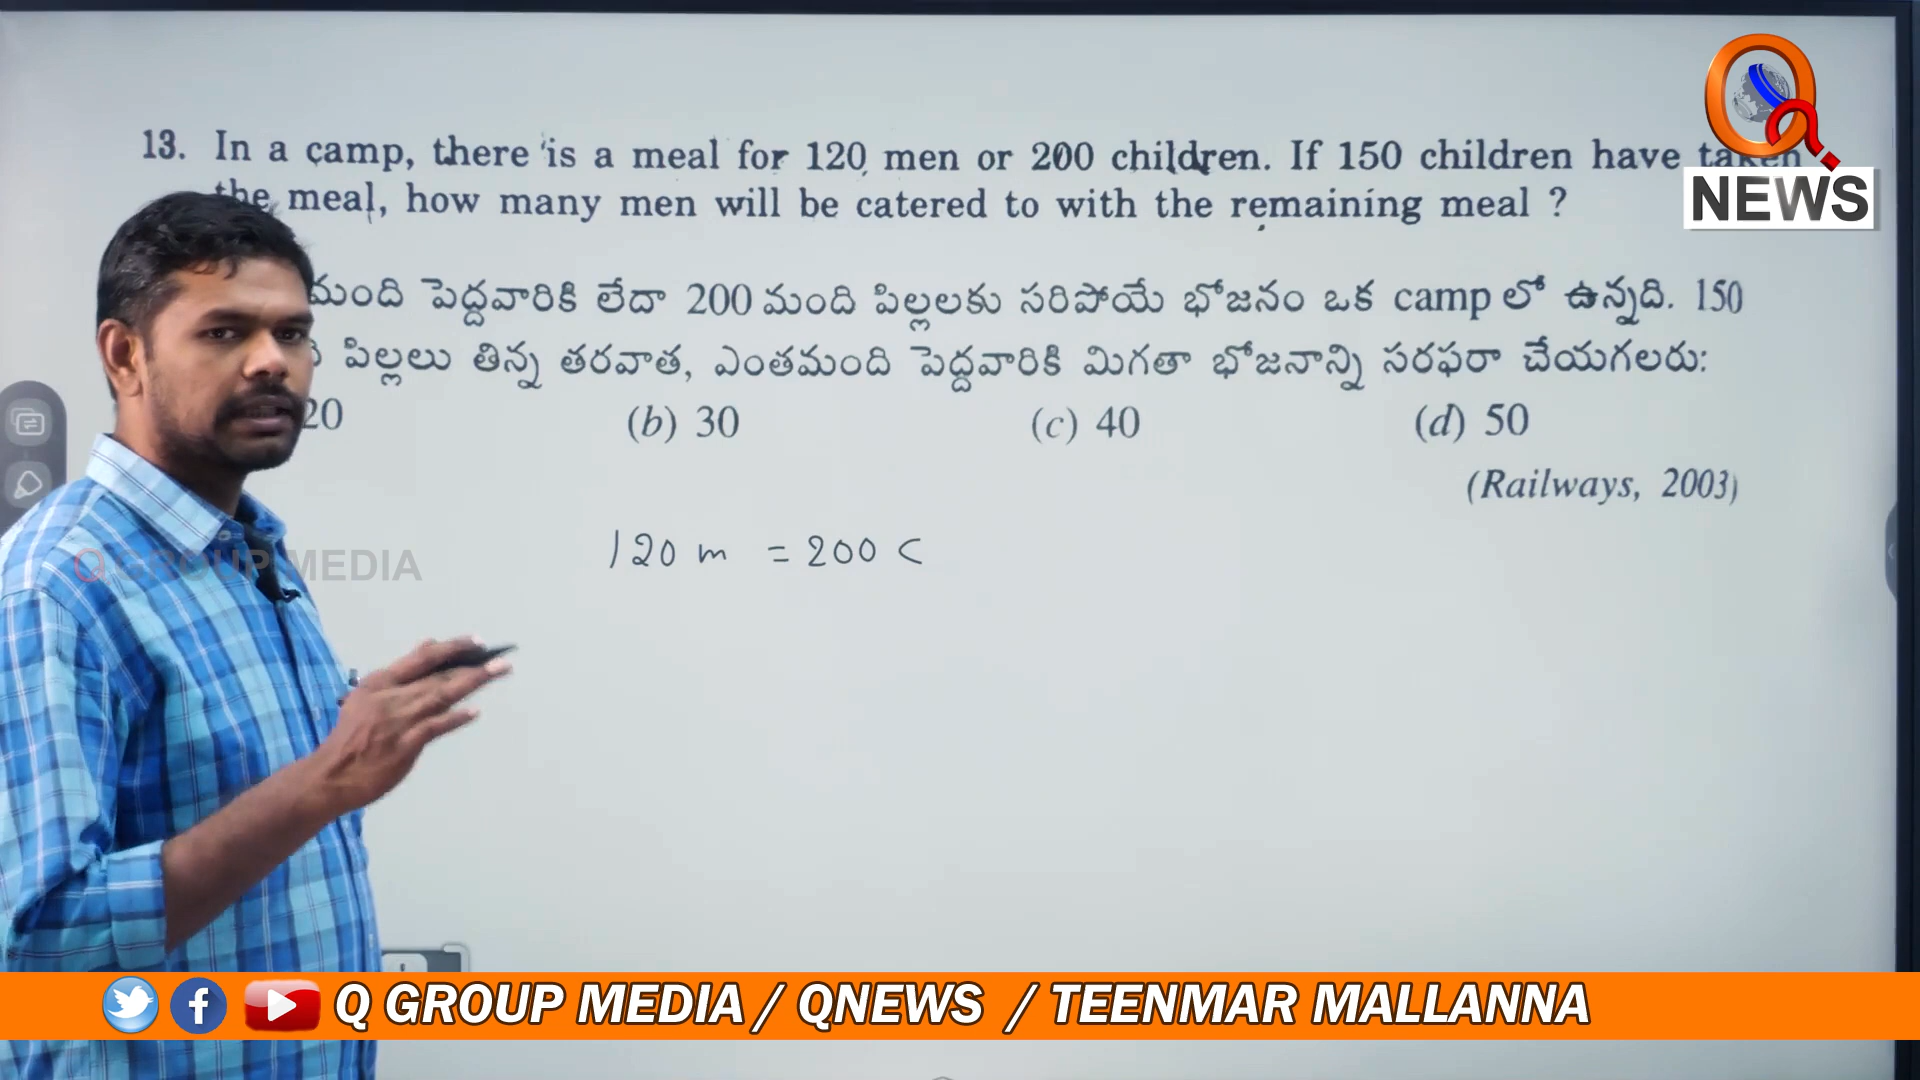 13. In a camp, there is a meal for 120 men or 200 children. If 150 children have taken
the meal, how many men will be catered to with the remaining meal ?
మంది పెద్దవారికి లేదా 200 మంది పిల్లలకు సరిపోయే భోజనం ఒక camp లో ఉన్నది. 150
పిల్లలు తిన్న తరవాత, ఎంతమంది పెద్దవారికి మిగతా భోజనాన్ని సరఫరా చేయగలరు:
20 (b) 30 (c) 40 (d) 50
(Railways, 2003)
120 m = 200 C
Q GROUP MEDIA
Q
NEWS
Q GROUP MEDIA / QNEWS / TEENMAR MALLANNA